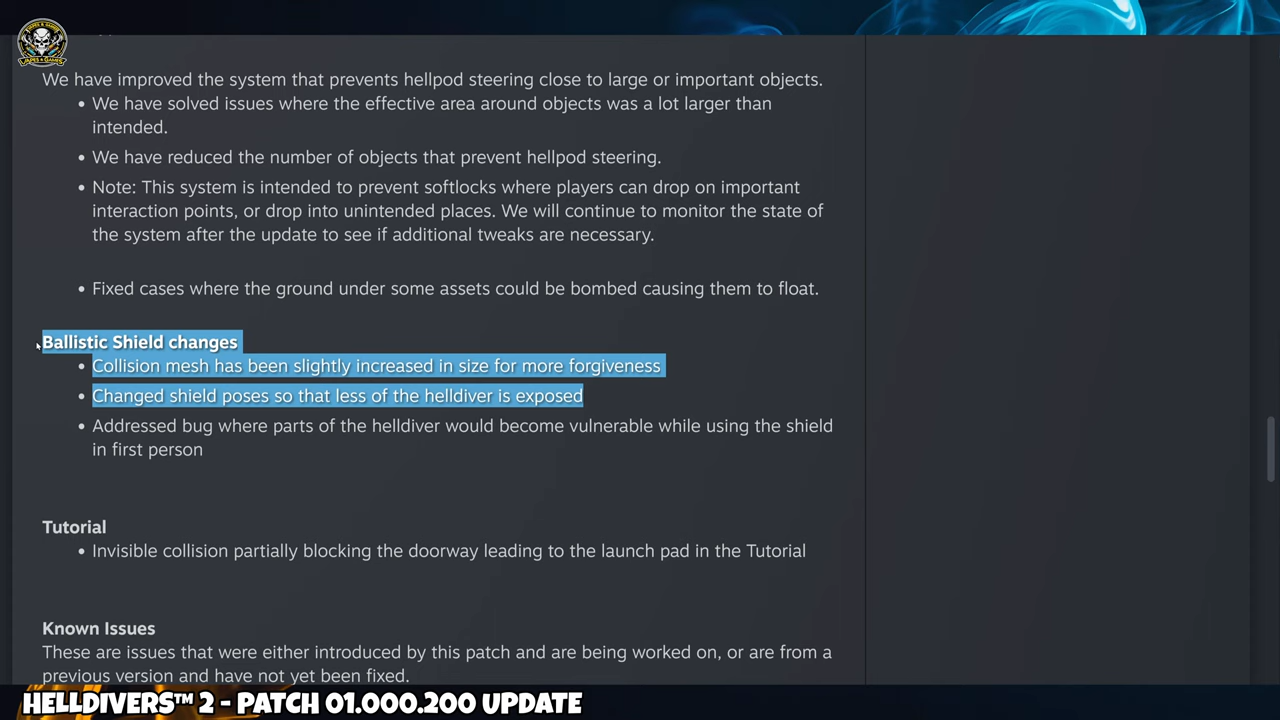 We have improved the system that prevents hellpod steering close to large or important objects.
• We have solved issues where the effective area around objects was a lot larger than
intended.
• We have reduced the number of objects that prevent hellpod steering.
• Note: This system is intended to prevent softlocks where players can drop on important
interaction points, or drop into unintended places. We will continue to monitor the state of
the system after the update to see if additional tweaks are necessary.
• Fixed cases where the ground under some assets could be bombed causing them to float.
Ballistic Shield changes
• Collision mesh has been slightly increased in size for more forgiveness
• Changed shield poses so that less of the helldiver is exposed
• Addressed bug where parts of the helldiver would become vulnerable while using the shield
in first person
Tutorial
• Invisible collision partially blocking the doorway leading to the launch pad in the Tutorial
Known Issues
These are issues that were either introduced by this patch and are being worked on, or are from a
previous version and have not yet been fixed.
HELLDIVERS™ 2 - PATCH 01.000.200 UPDATE